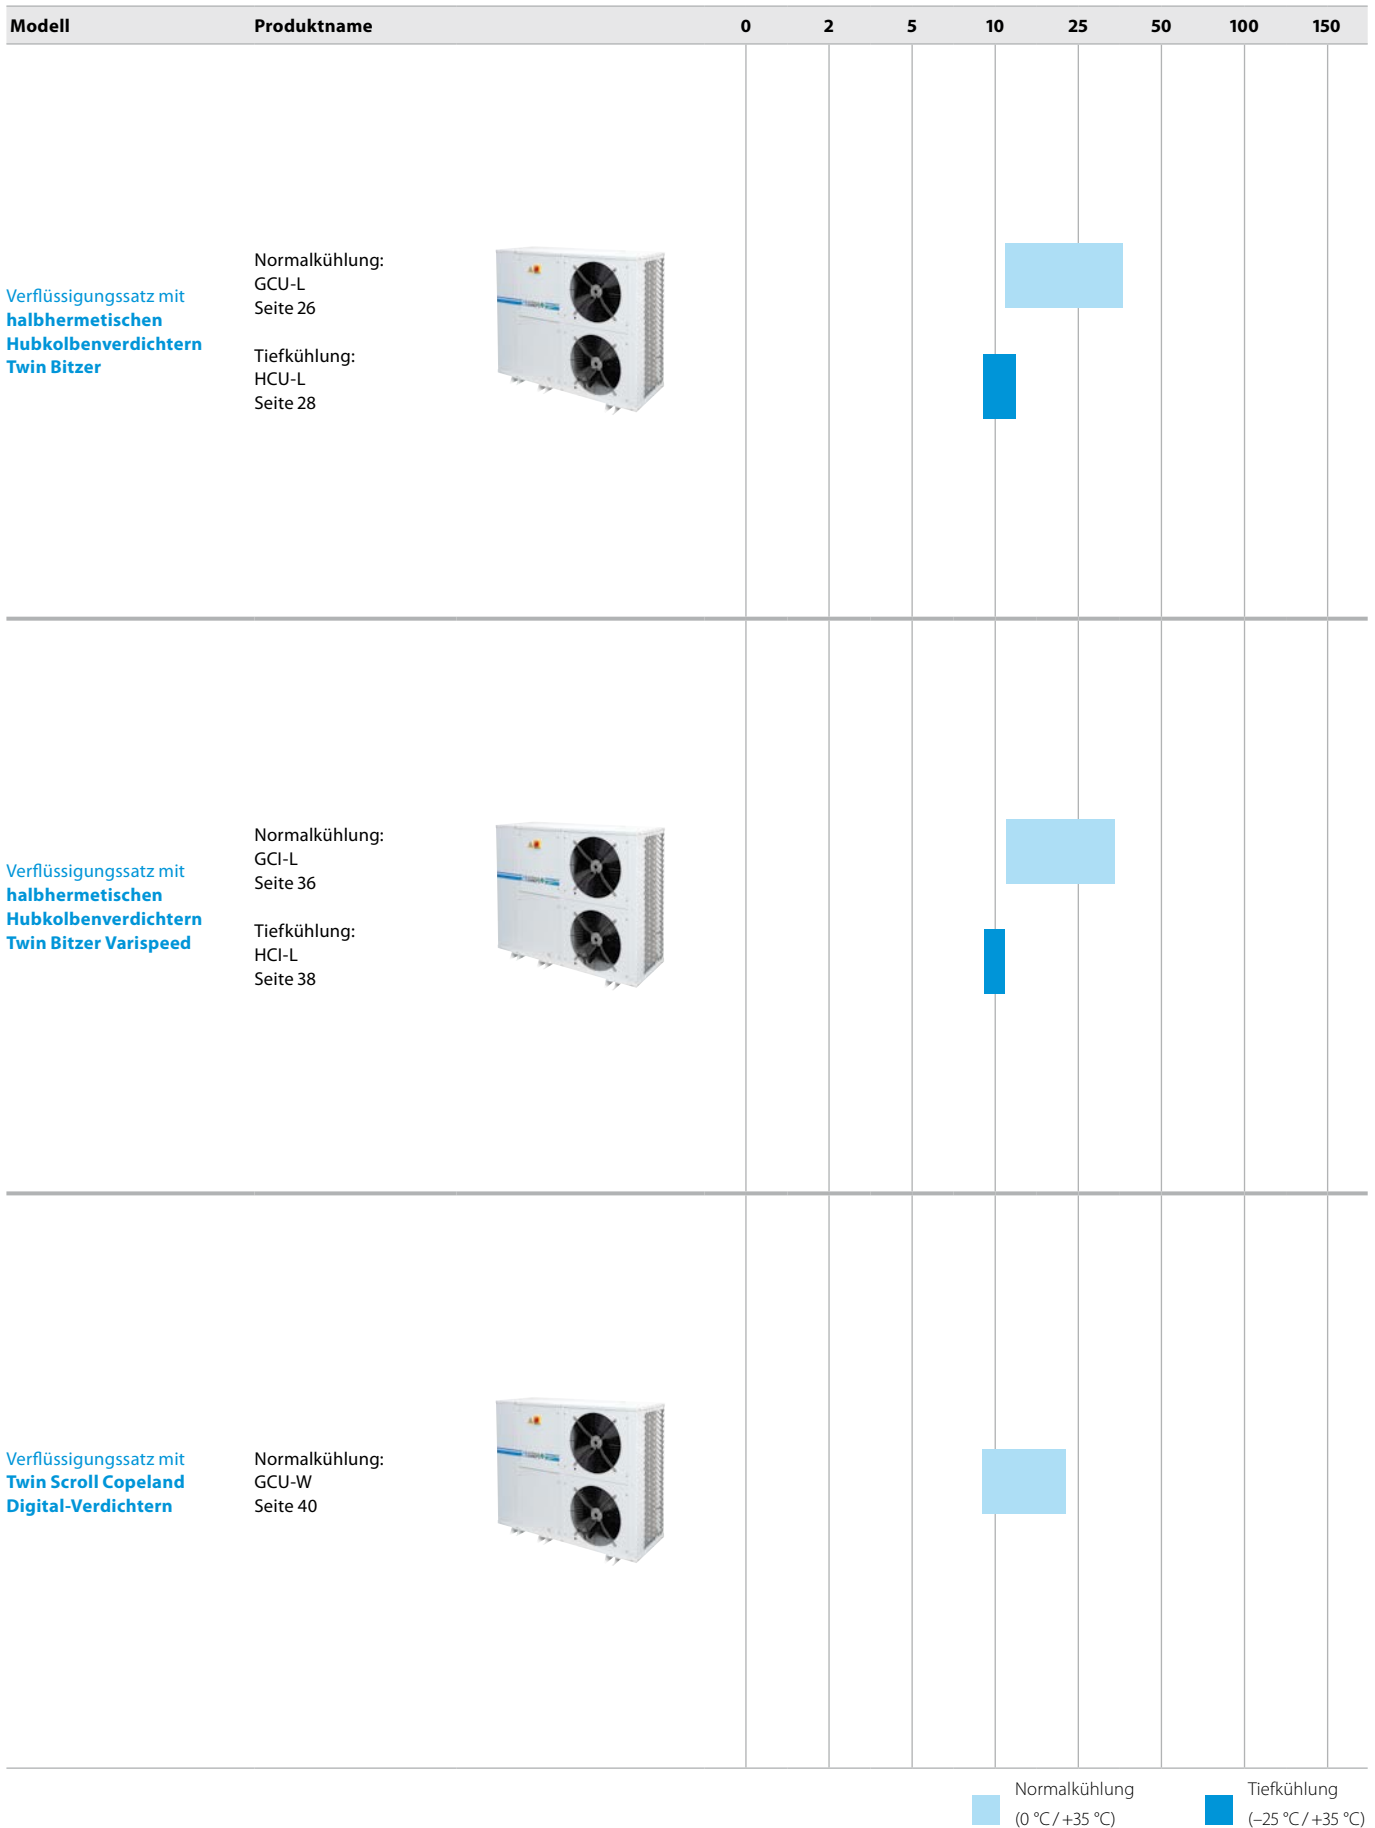 Modell Produktname 0 2 5 10 25 50 100 150
Verflüssigungssatz mit
halbhermetischen
Hubkolbenverdichtern
Twin Bitzer
Normalkühlung:
GCU-L
Seite 26
Tiefkühlung:
HCU-L
Seite 28
Verflüssigungssatz mit
halbhermetischen
Hubkolbenverdichtern
Twin Bitzer Varispeed
Normalkühlung:
GCI-L
Seite 36
Tiefkühlung:
HCI-L
Seite 38
Verflüssigungssatz mit
Twin Scroll Copeland
Digital-Verdichtern
Normalkühlung:
GCU-W
Seite 40
Normalkühlung
(0 °C / +35 °C)
Tiefkühlung
(–25 °C / +35 °C)